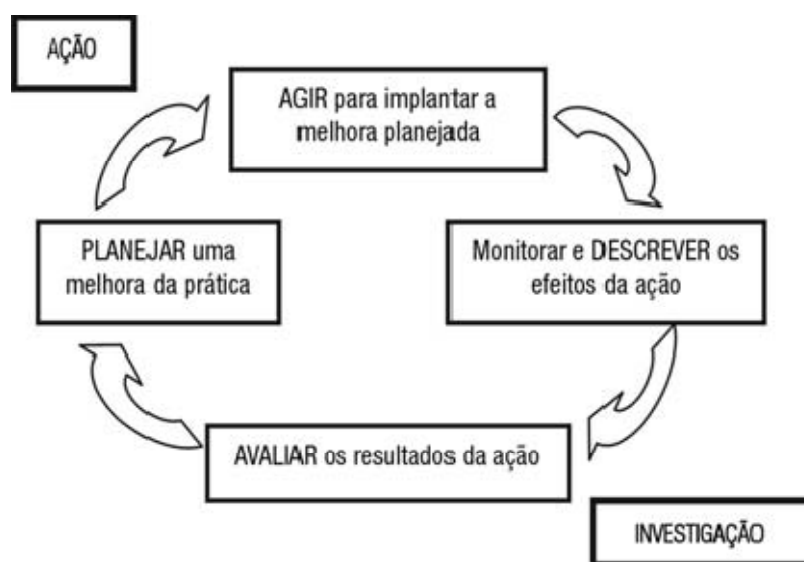 AÇÃO
AGIR para implantar a
melhora planejada
PLANEJAR uma
melhora da prática
Monitorar e DESCREVER os
efeitos da ação
AVALIAR os resultados da ação
INVESTIGAÇÃO